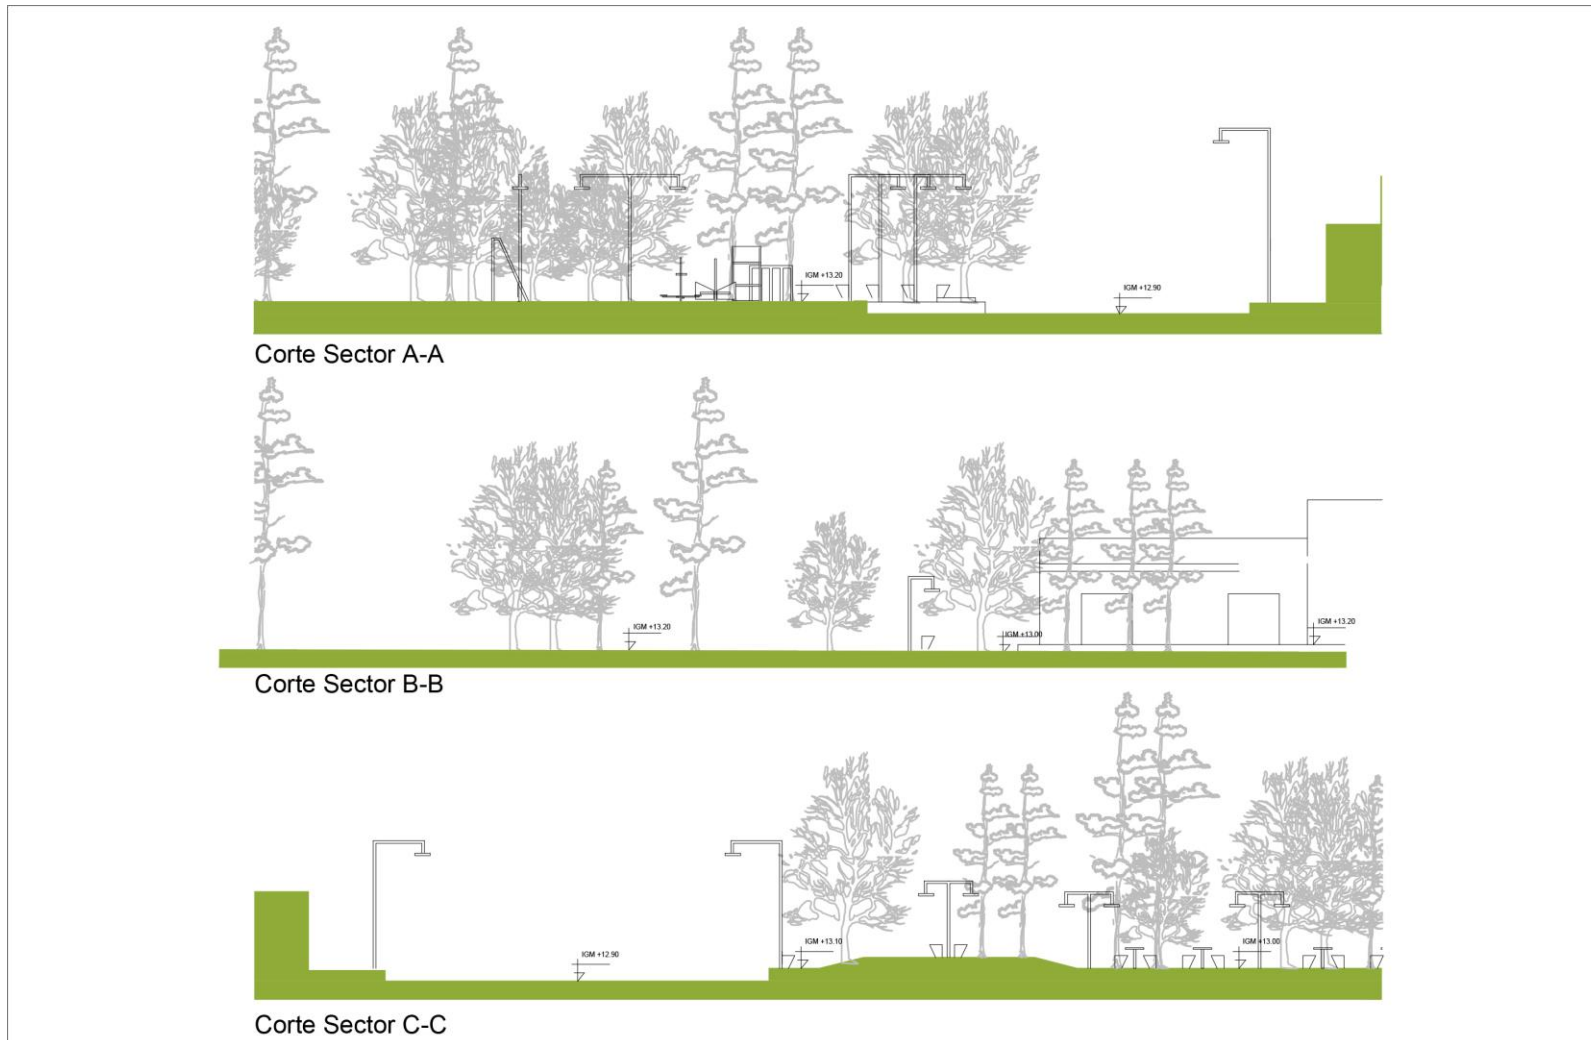 IGM +13.20
IGM +12.90
Corte Sector A-A
IGM +13.20
IGM +13.00
IGM +13.20
Corte Sector B-B
IGM +12.90
IGM +13.10
IGM +13.00
Corte Sector C-C